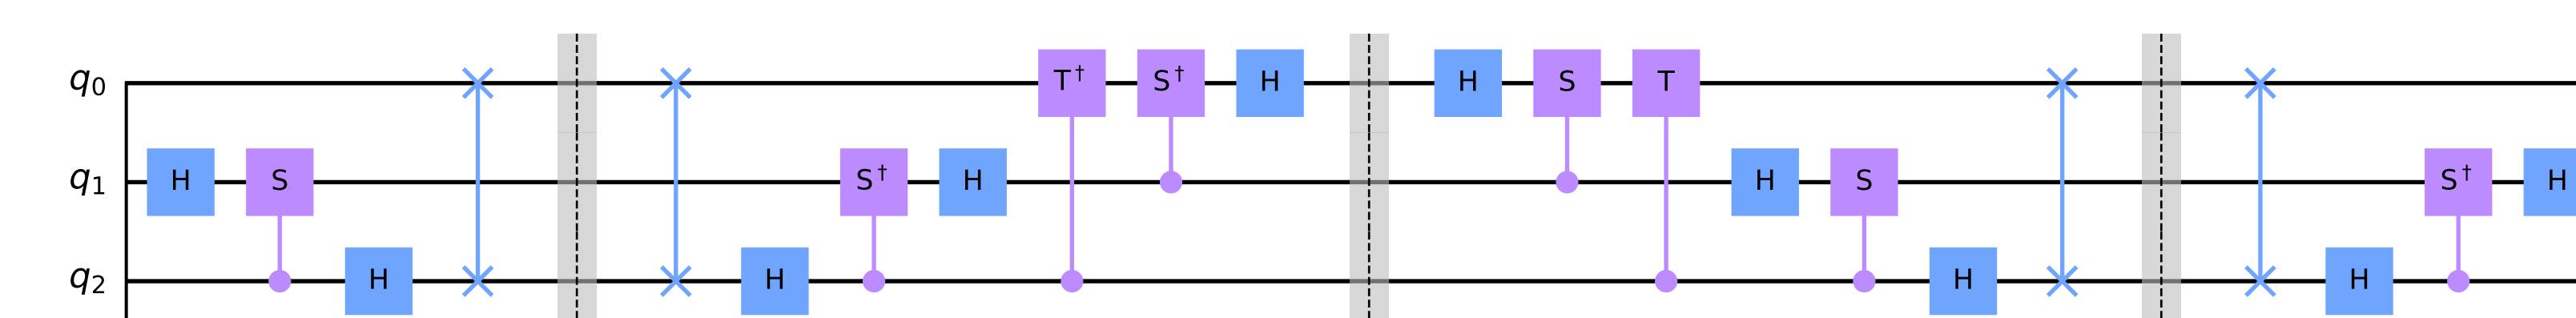 q0 T† S† H H S T
q1 H S S† H H S S† H
q2 H H H H